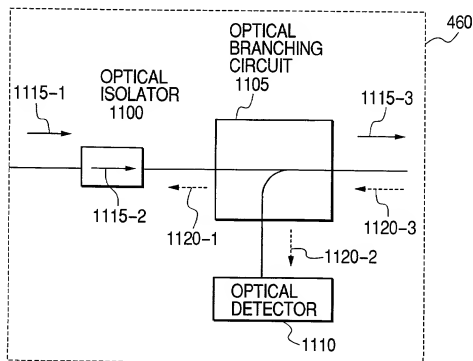 460
OPTICAL
BRANCHING
CIRCUIT
1105
OPTICAL
ISOLATOR
1100
1115-1
1115-3
1115-2
1120-1
1120-3
1120-2
OPTICAL
DETECTOR
1110